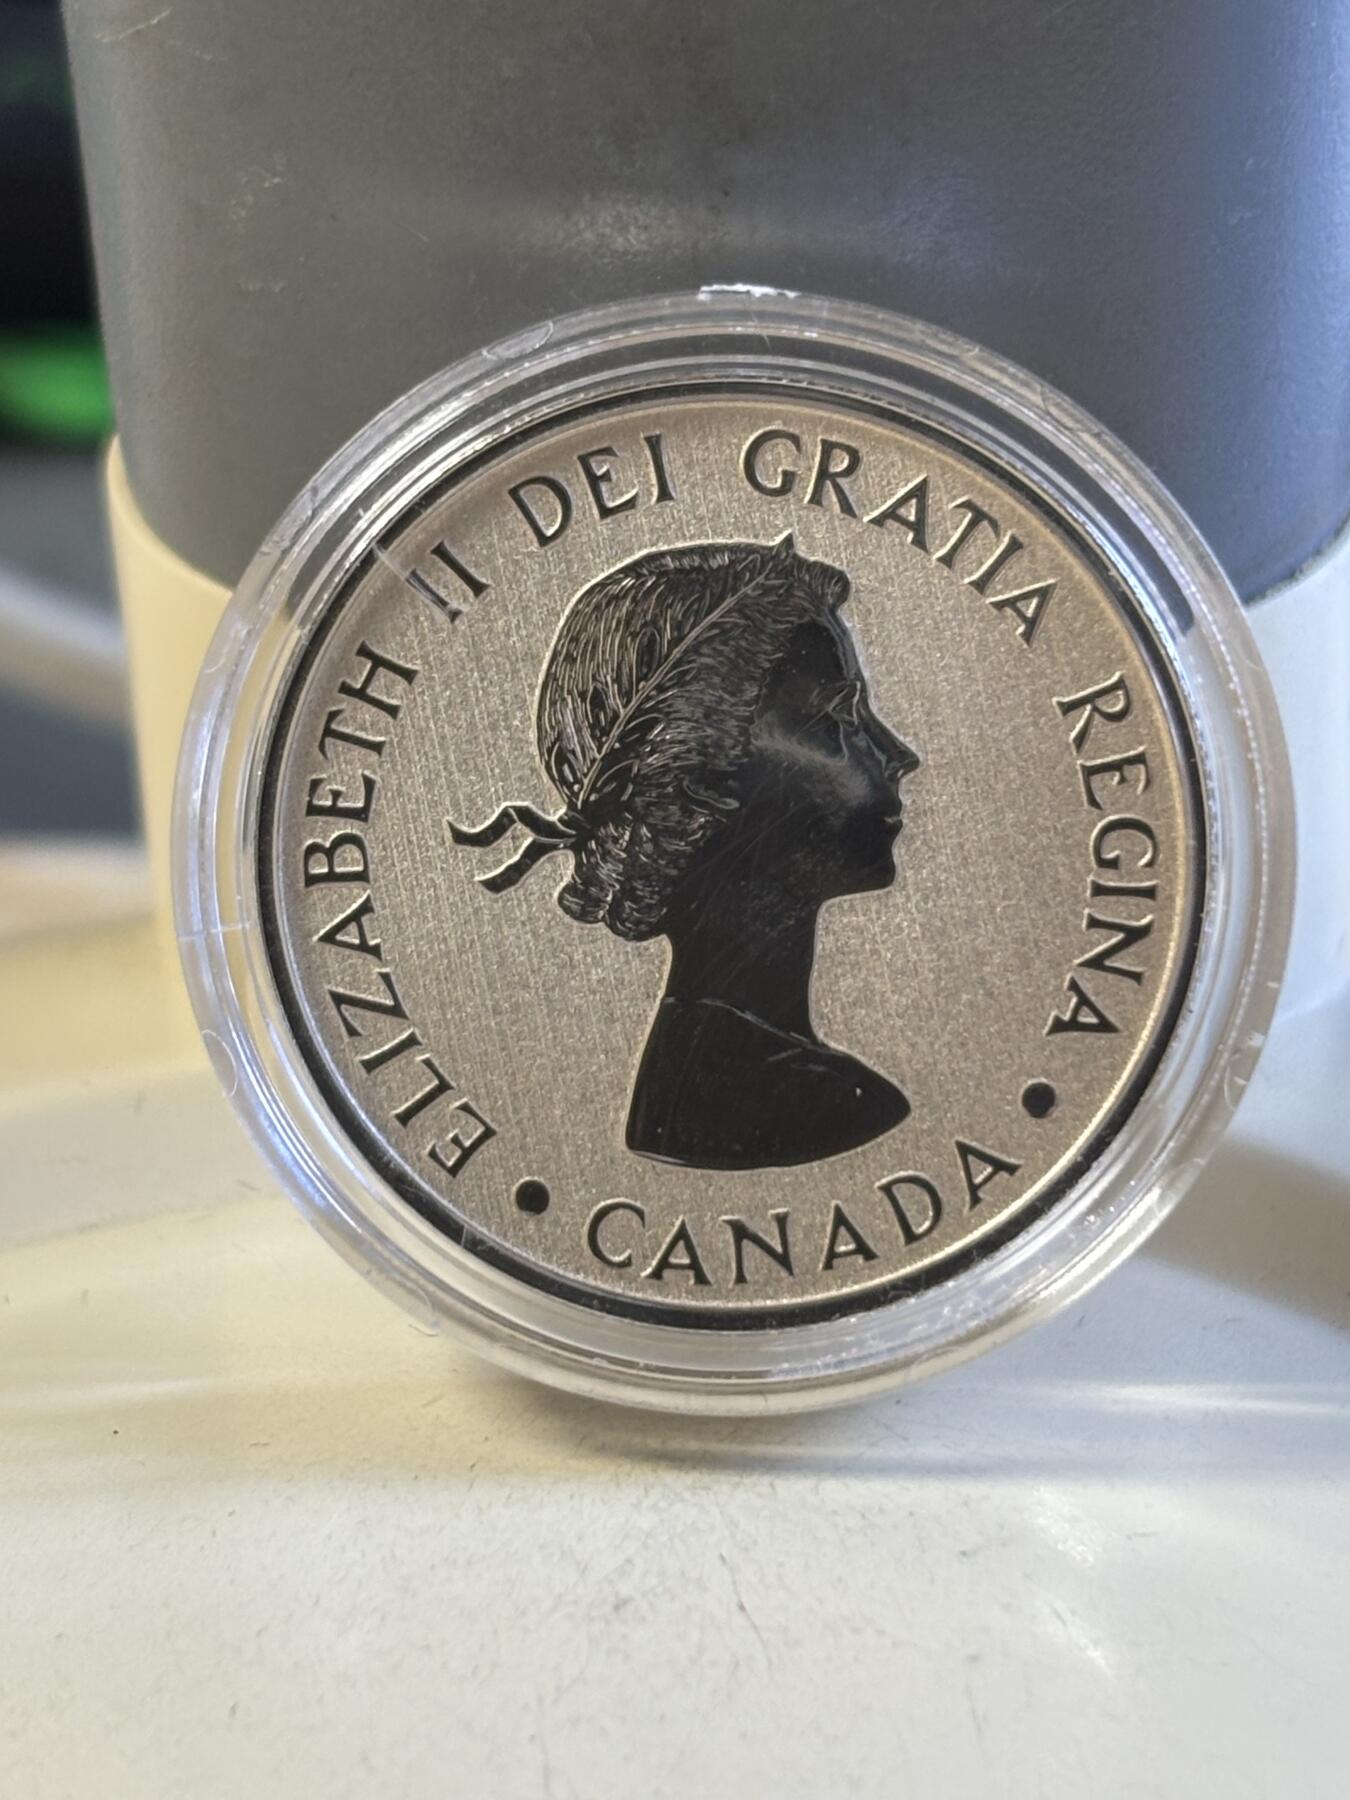 ELIZABETH II DEI GRATIA REGINA
• CANADA •